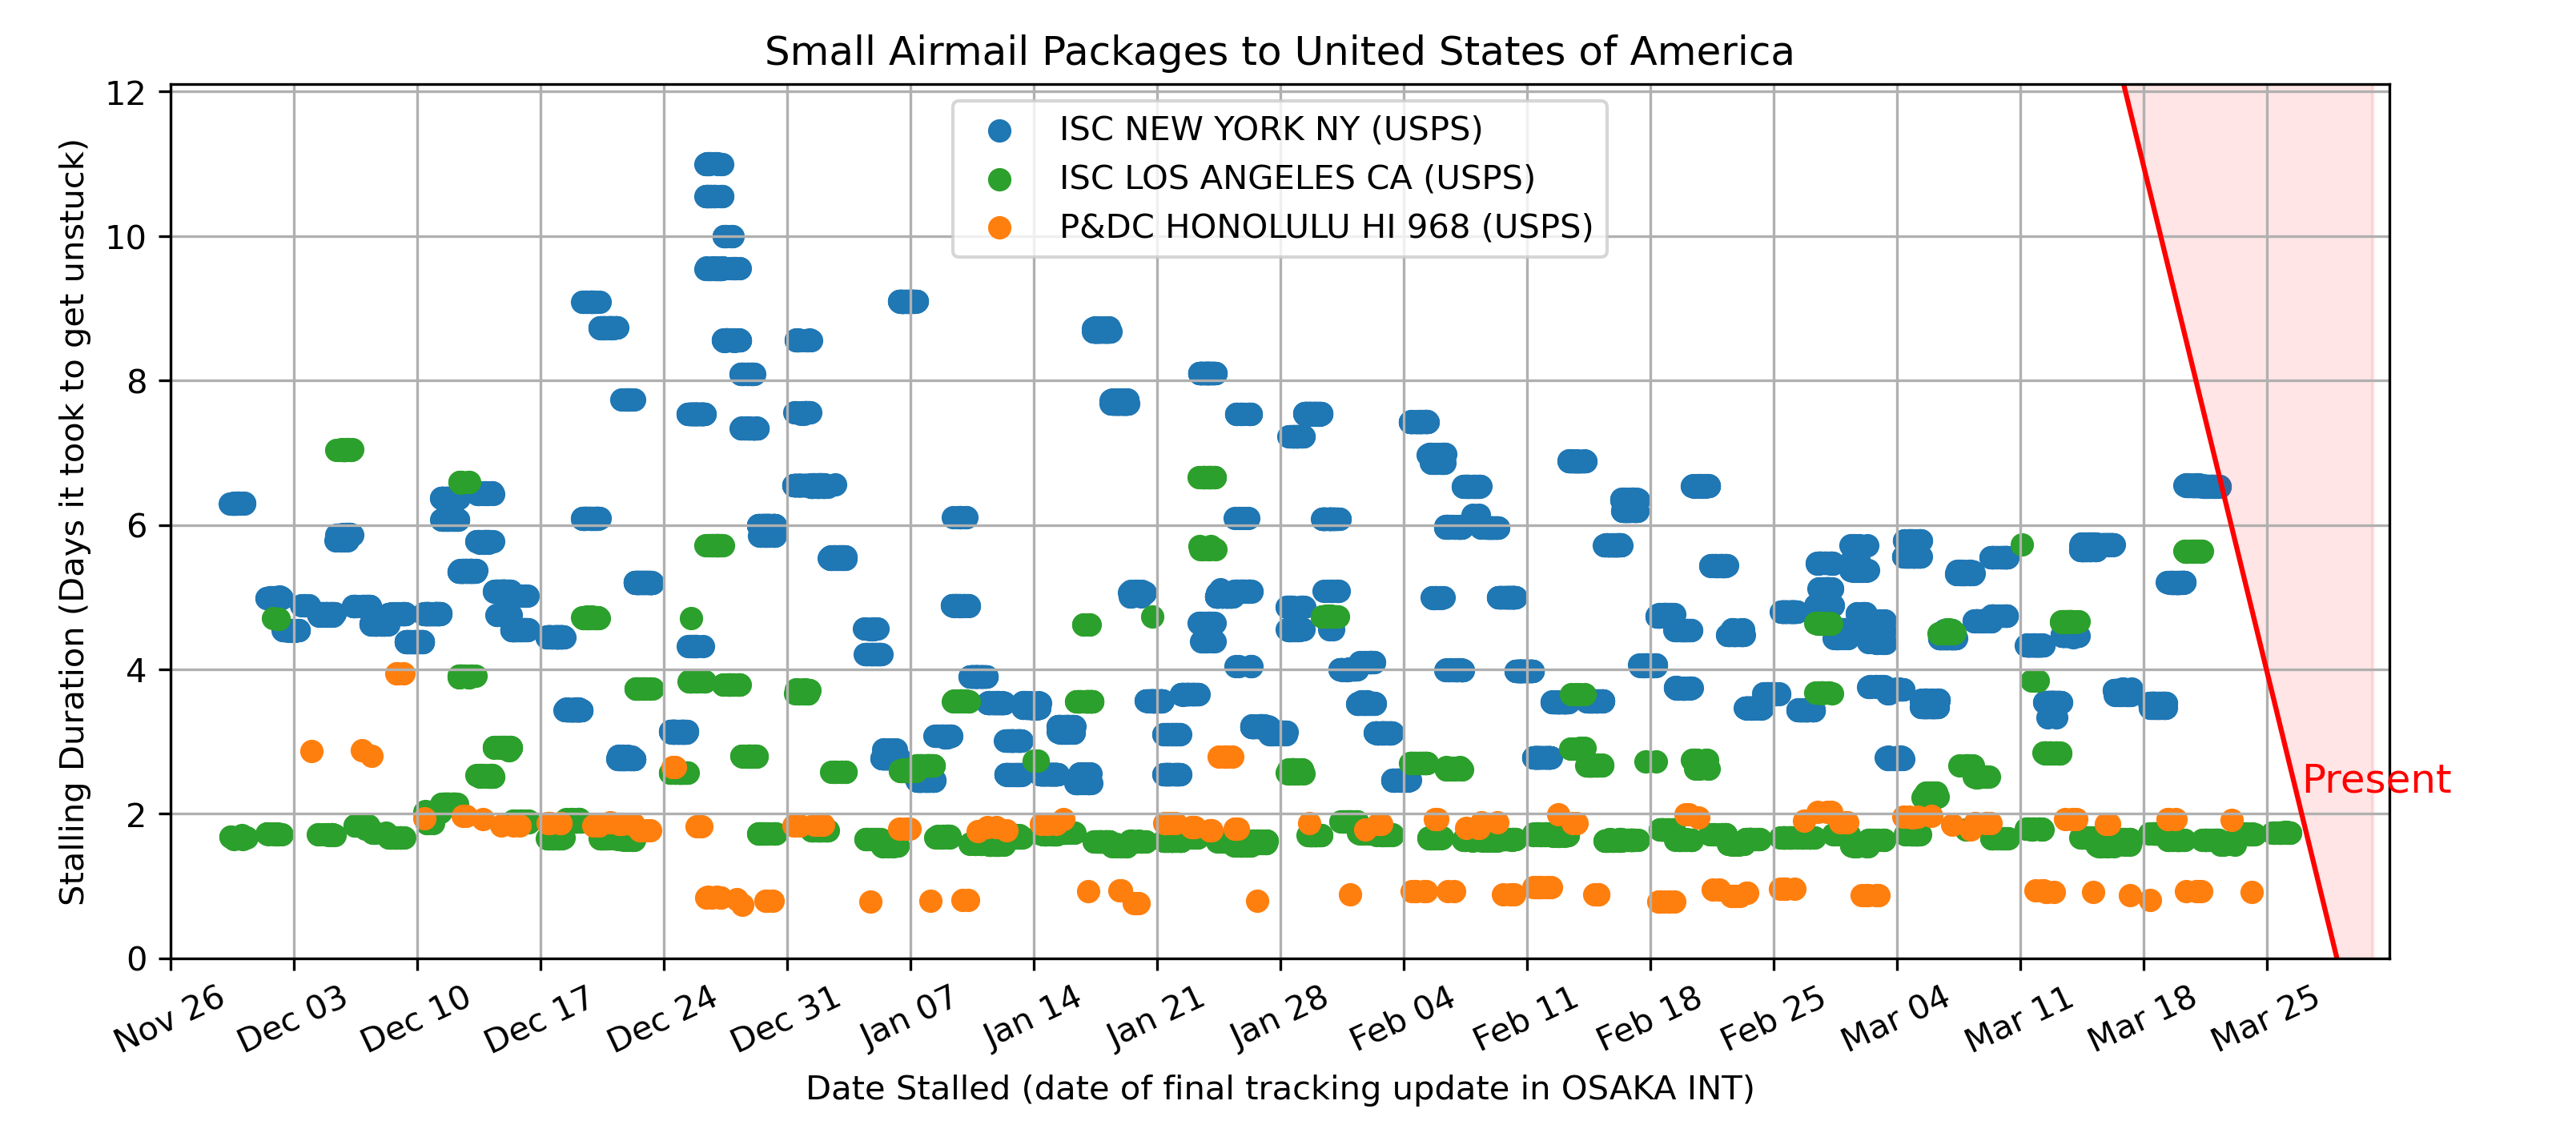 Small Airmail Packages to United States of America
Stalling Duration (Days it took to get unstuck)
12
10
8
6
4
2
0
ISC NEW YORK NY (USPS)
ISC LOS ANGELES CA (USPS)
P&DC HONOLULU HI 968 (USPS)
Present
Nov 26
Dec 03
Dec 10
Dec 17
Dec 24
Dec 31
Jan 07
Jan 14
Jan 21
Jan 28
Feb 04
Feb 11
Feb 18
Feb 25
Mar 04
Mar 11
Mar 18
Mar 25
Date Stalled (date of final tracking update in OSAKA INT)